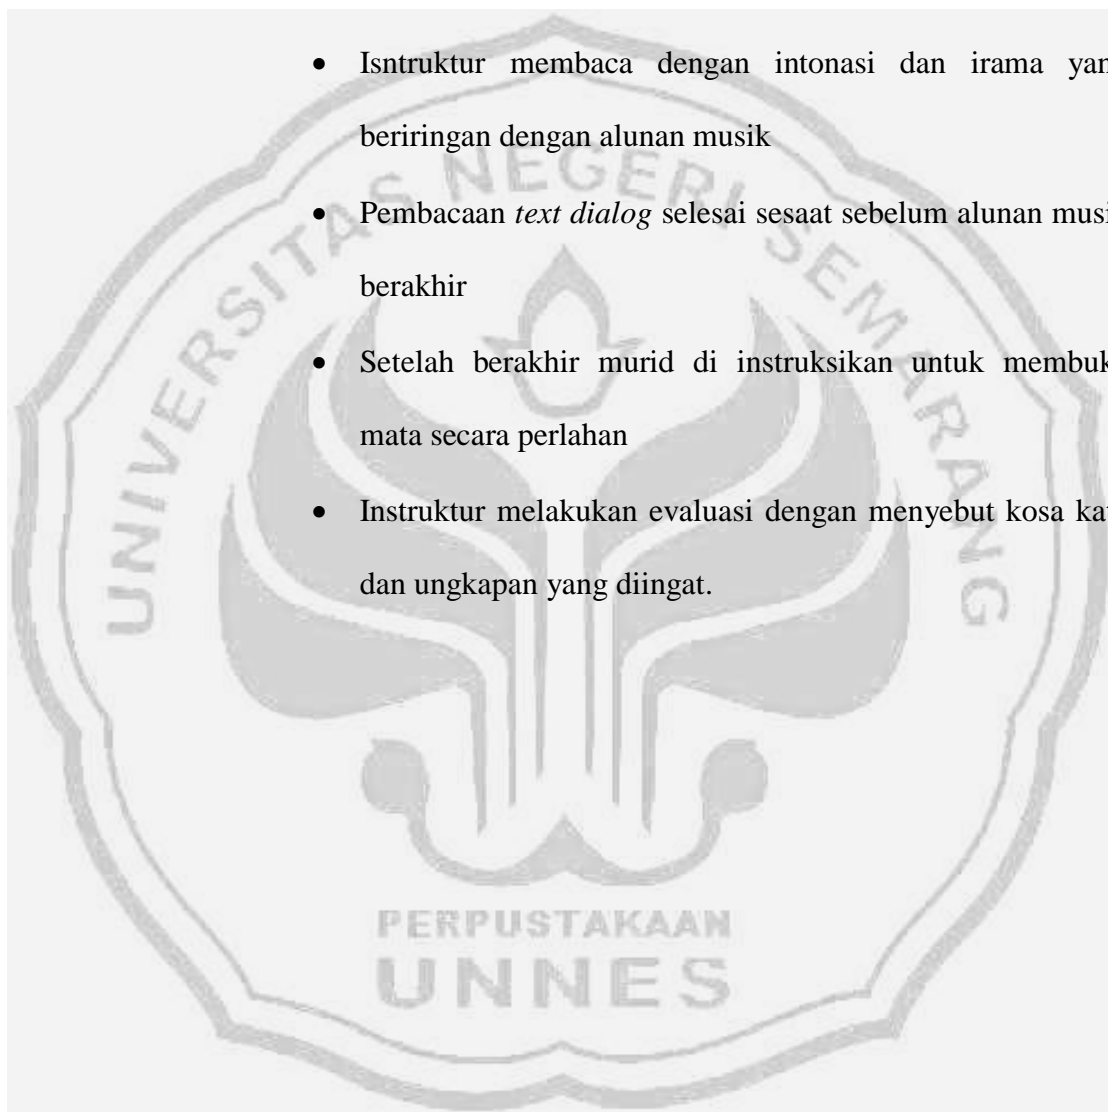 • Isntruktur membaca dengan intonasi dan irama yan
beriringan dengan alunan musik
• Pembacaan text dialog selesai sesaat sebelum alunan musi
berakhir
• Setelah berakhir murid di instruksikan untuk membuk
mata secara perlahan
• Instruktur melakukan evaluasi dengan menyebut kosa kat
dan ungkapan yang diingat.
UNIVERSITAS NEGERI SEMARANG
PERPUSTAKAAN
UNNES